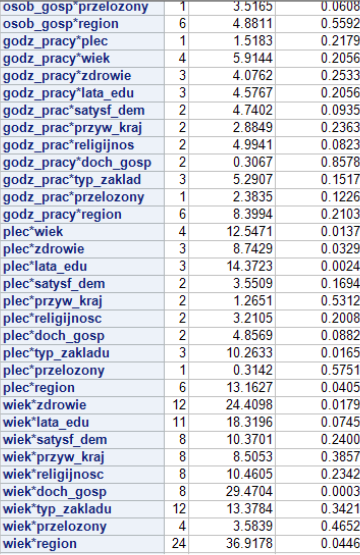 osob_gosp*przelozony 1 3.5165 0.0608
osob_gosp*region 6 4.8811 0.5592
godz_pracy*plec 1 1.5183 0.2179
godz_pracy*wiek 4 5.9144 0.2056
godz_pracy*zdrowie 3 4.0762 0.2533
godz_pracy*lata_edu 3 4.5767 0.2056
godz_prac*satysf_dem 2 4.7402 0.0935
godz_prac*przyw_kraj 2 2.8849 0.2363
godz_prac*religijnos 2 4.9941 0.0823
godz_pracy*doch_gosp 2 0.3067 0.8578
godz_prac*typ_zaklad 3 5.2907 0.1517
godz_prac*przelozony 1 2.3835 0.1226
godz_pracy*region 6 8.3994 0.2103
plec*wiek 4 12.5471 0.0137
plec*zdrowie 3 8.7429 0.0329
plec*lata_edu 3 14.3723 0.0024
plec*satysf_dem 2 3.5509 0.1694
plec*przyw_kraj 2 1.2651 0.5312
plec*religijnosc 2 3.2105 0.2008
plec*doch_gosp 2 4.8569 0.0882
plec*typ_zakladu 3 10.2633 0.0165
plec*przelozony 1 0.3142 0.5751
plec*region 6 13.1627 0.0405
wiek*zdrowie 12 24.4098 0.0179
wiek*lata_edu 11 18.3196 0.0745
wiek*satysf_dem 8 10.3701 0.2400
wiek*przyw_kraj 8 8.5053 0.3857
wiek*religijnosc 8 10.4605 0.2342
wiek*doch_gosp 8 29.4704 0.0003
wiek*typ_zakladu 12 13.3784 0.3421
wiek*przelozony 4 3.5839 0.4652
wiek*region 24 36.9178 0.0446